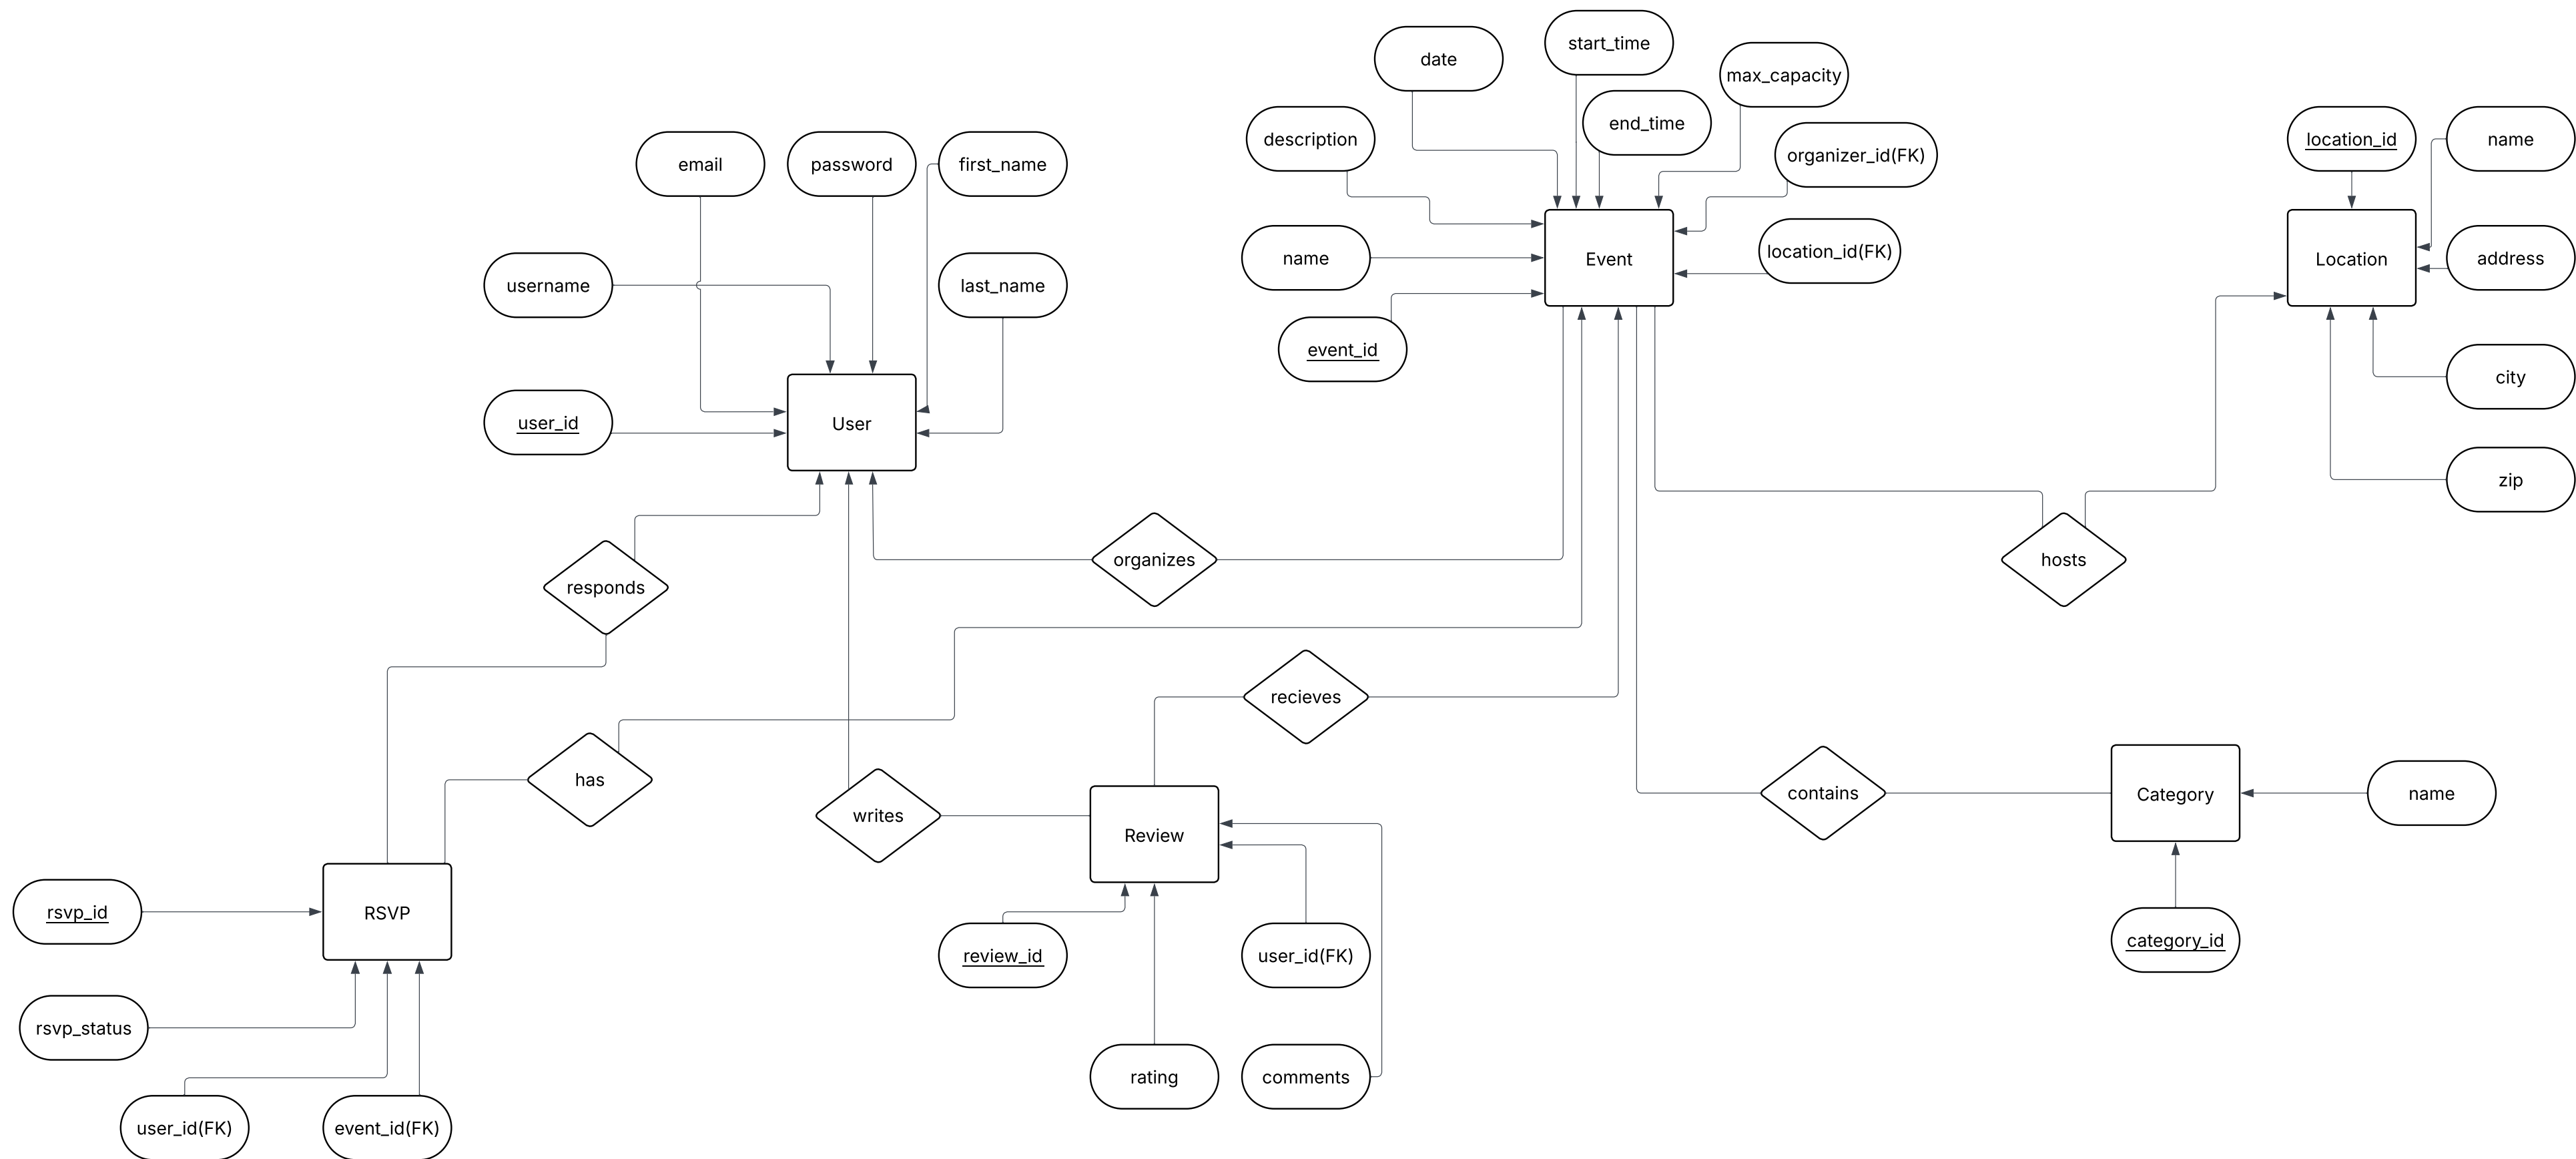 start_time
date
max_capacity
end_time
description
organizer_id(FK)
location_id
name
email
password
first_name
location_id(FK)
name
Event
Location
address
username
last_name
event_id
city
user_id
User
zip
organizes
hosts
responds
recieves
has
contains
Category
name
writes
Review
rsvp_id
RSVP
category_id
review_id
user_id(FK)
rsvp_status
rating
comments
user_id(FK)
event_id(FK)